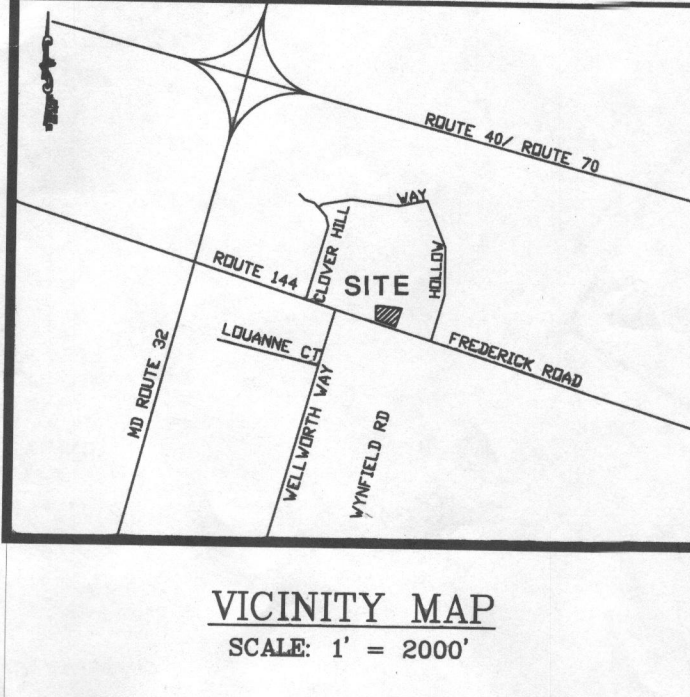 ROUTE 40/ ROUTE 70
WAY
CLOVER HILL
HOLLOW
ROUTE 144
SITE
LOUANNE CT
FREDERICK ROAD
MD ROUTE 32
WELLWORTH WAY
WYNFIELD RD
VICINITY MAP
SCALE: 1' = 2000'